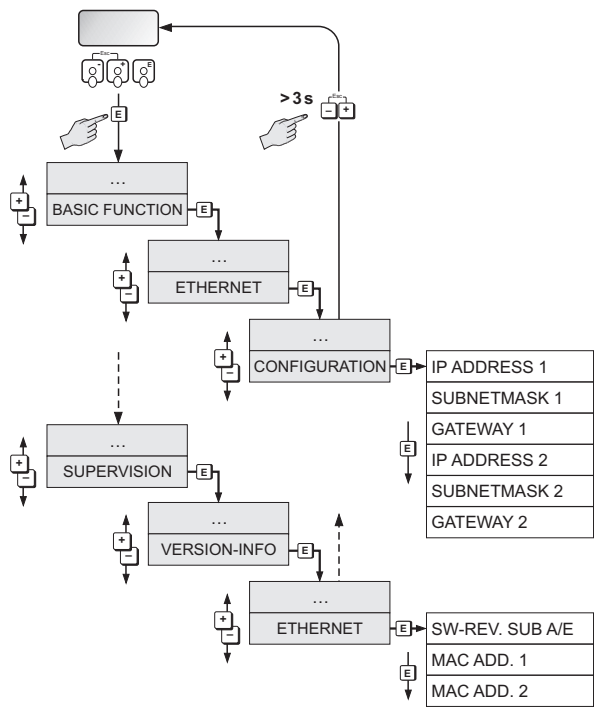 Esc
- + E
E
>3s
Esc
- +
…
BASIC FUNCTION
E
+
-
…
ETHERNET
E
+
-
…
CONFIGURATION
E
+
-
IP ADDRESS 1
SUBNETMASK 1
GATEWAY 1
IP ADDRESS 2
SUBNETMASK 2
GATEWAY 2
E
…
SUPERVISION
E
+
-
…
VERSION-INFO
E
+
-
…
ETHERNET
E
+
-
SW-REV. SUB A/E
MAC ADD. 1
MAC ADD. 2
E